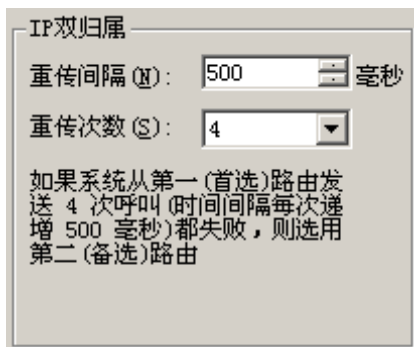 IP双归属
重传间隔(N): 500 毫秒
重传次数(S): 4
如果系统从第一(首选)路由发
送 4 次呼叫(时间间隔每次递
增 500 毫秒)都失败，则选用
第二(备选)路由